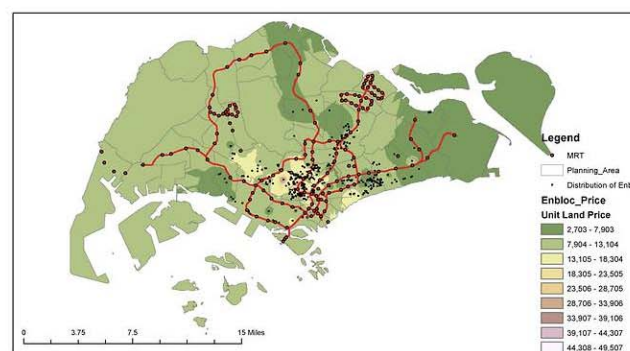 Legend
MRT
Planning_Area
Distribution of Enb
Enbloc_Price
Unit Land Price
2,703 - 7,903
7,904 - 13,104
13,105 - 18,304
18,305 - 23,505
23,506 - 28,705
28,706 - 33,906
33,907 - 39,106
39,107 - 44,307
44,308 - 49,507
0 3.75 7.5 15 Miles